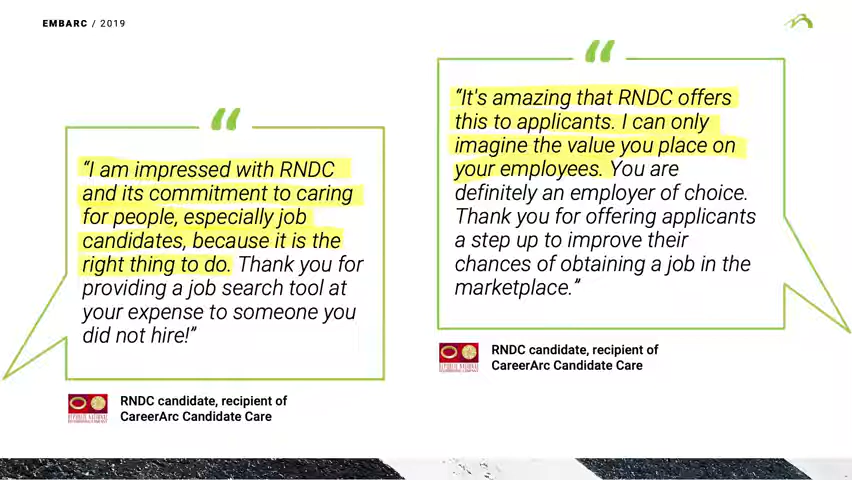 EMBARC / 2019
“I am impressed with RNDC
and its commitment to caring
for people, especially job
candidates, because it is the
right thing to do. Thank you for
providing a job search tool at
your expense to someone you
did not hire!”
RNDC candidate, recipient of
CareerArc Candidate Care
“It's amazing that RNDC offers
this to applicants. I can only
imagine the value you place on
your employees. You are
definitely an employer of choice.
Thank you for offering applicants
a step up to improve their
chances of obtaining a job in the
marketplace.”
RNDC candidate, recipient of
CareerArc Candidate Care